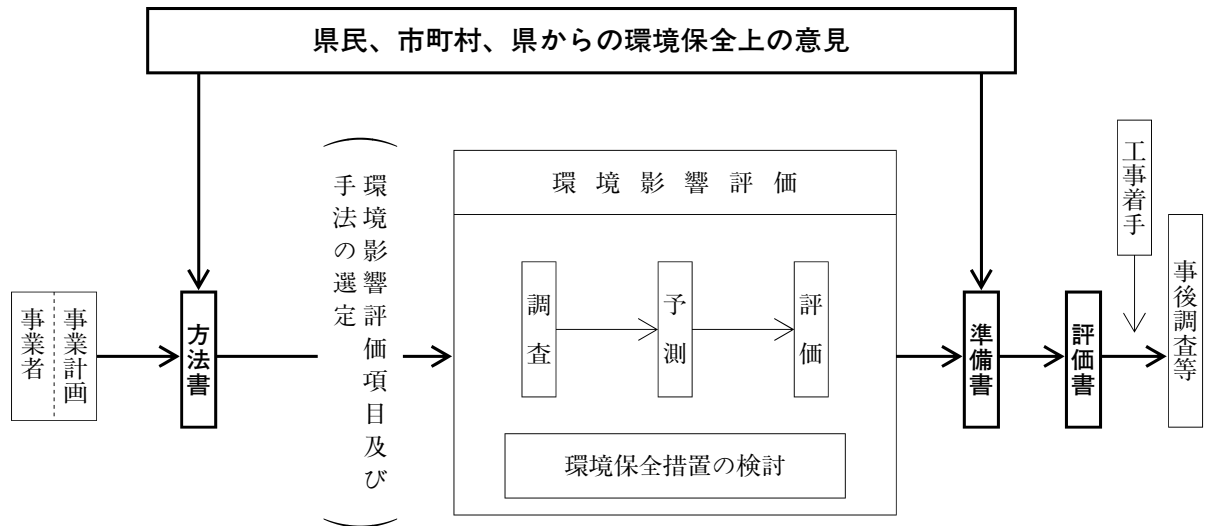 県民、市町村、県からの環境保全上の意見
事業者
事業計画
方法書
環境影響評価項目及び
手法の選定
環境影響評価
調査
予測
評価
環境保全措置の検討
準備書
評価書
工事着手
事後調査等